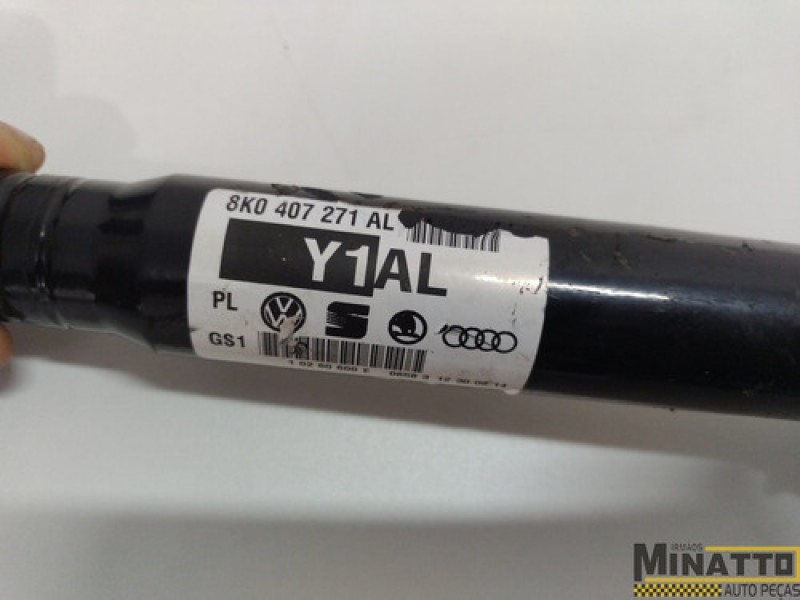 8K0 407 271 AL
Y1AL
PL
GS1
IRMÃOS
MINATTO
AUTO PEÇAS